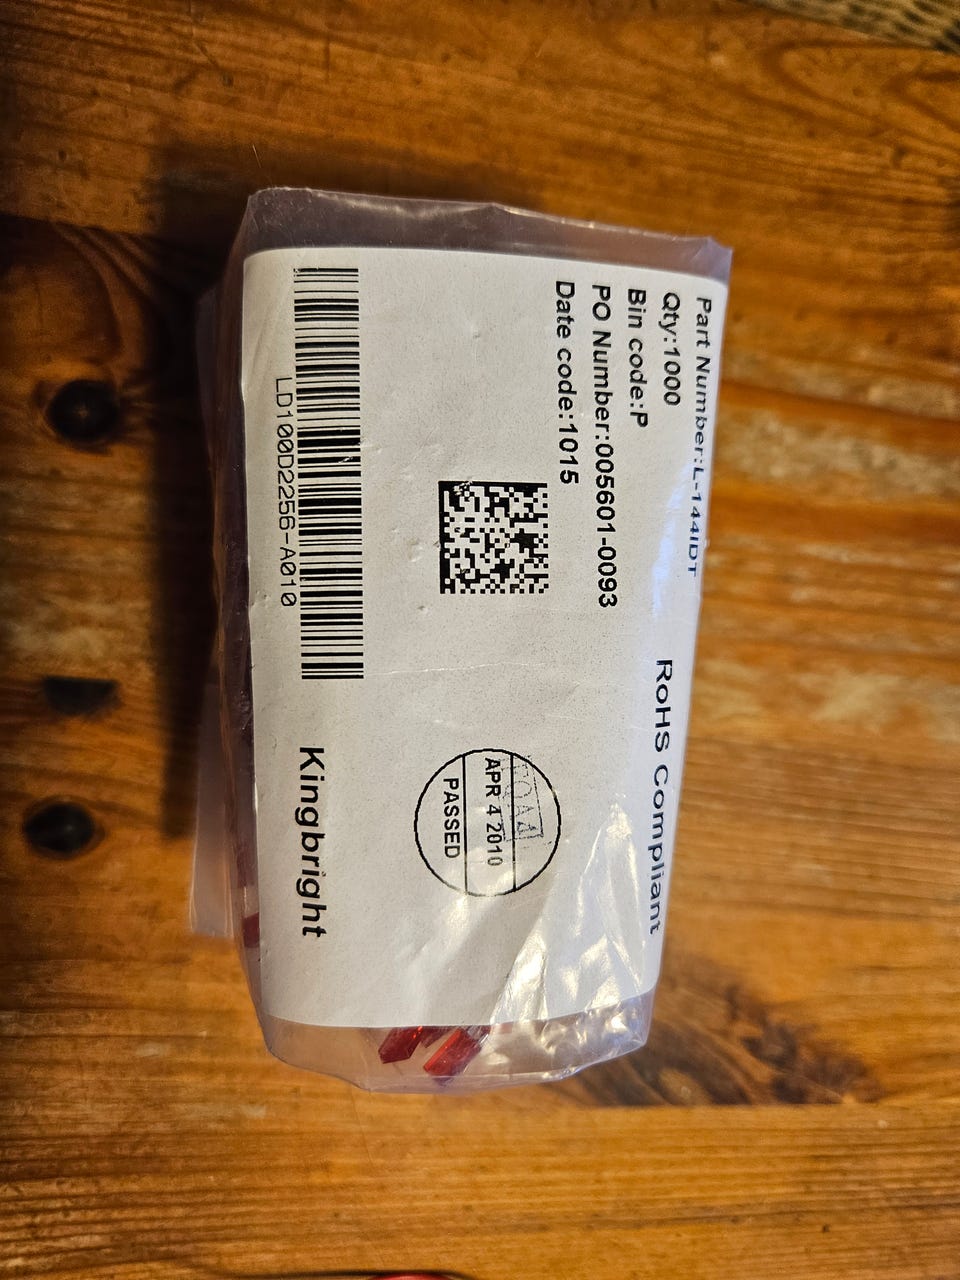 Part Number:L-144IDT
RoHS Compliant
Qty:1000
Bin code:P
PO Number:005601-0093
Date code:1015
APR 4 2010
PASSED
LD100D2256-A010
Kingbright